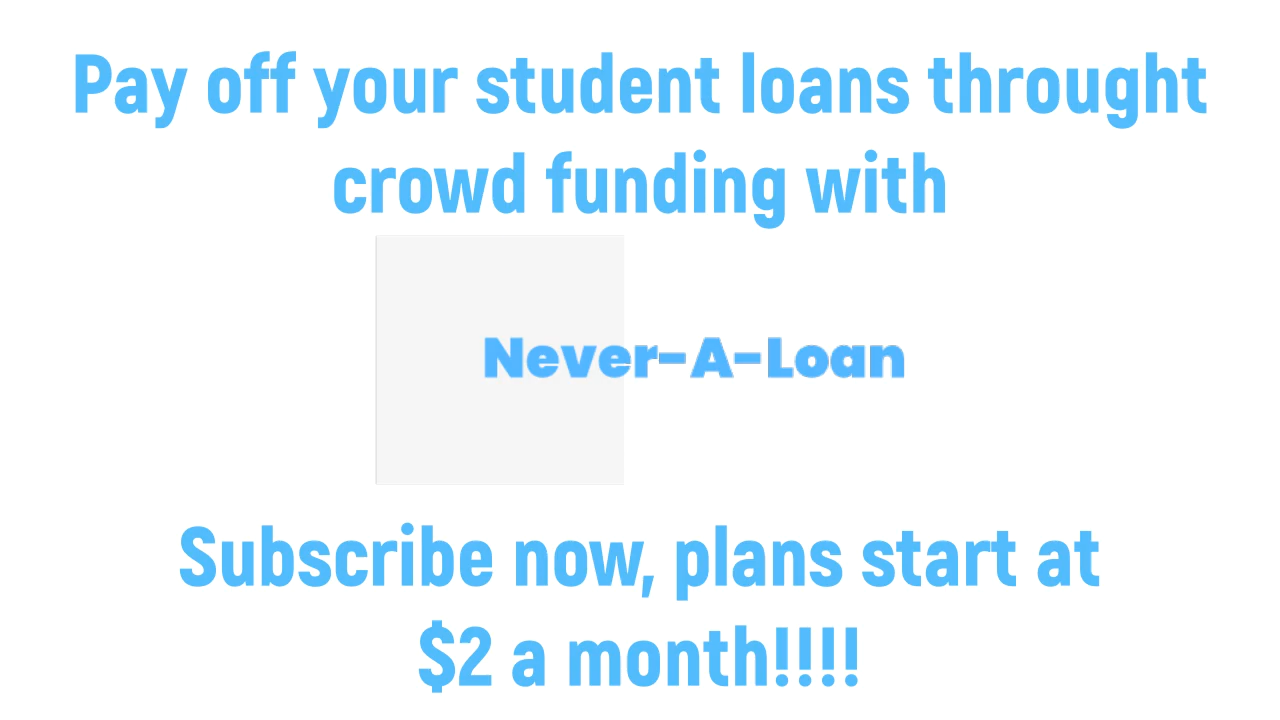 Pay off your student loans throught
crowd funding with
Never-A-Loan
Subscribe now, plans start at
$2 a month!!!!